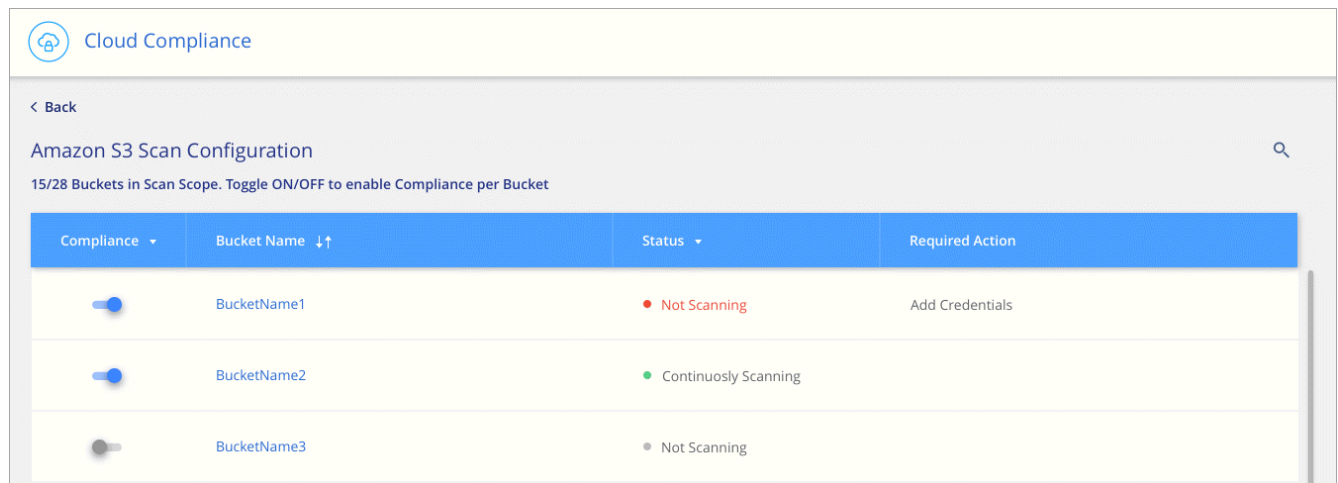 Cloud Compliance
< Back
Amazon S3 Scan Configuration
15/28 Buckets in Scan Scope. Toggle ON/OFF to enable Compliance per Bucket
Compliance Bucket Name Status Required Action
BucketName1 Not Scanning Add Credentials
BucketName2 Continuosly Scanning
BucketName3 Not Scanning